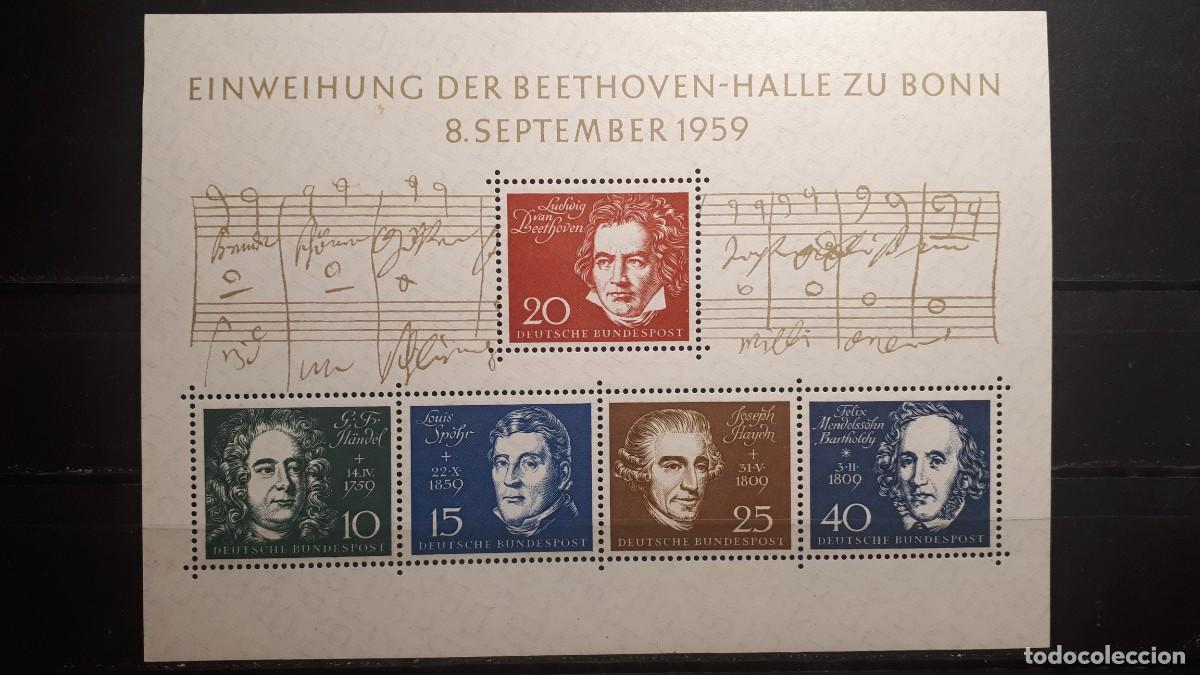 EINWEIHUNG DER BEETHOVEN-HALLE ZU BONN
8. SEPTEMBER 1959
Ludwig
van
Beethoven
20
DEUTSCHE BUNDESPOST
G. Fr.
Händel
+
14·IV.
1759
10
DEUTSCHE BUNDESPOST
Louis
Spohr
+
22·X·
1859
15
DEUTSCHE BUNDESPOST
Joseph
Haydn
+
31·V·
1809
25
DEUTSCHE BUNDESPOST
Felix
Mendelssohn
Bartholdy
*
3·II·
1809
40
DEUTSCHE BUNDESPOST
todocoleccion